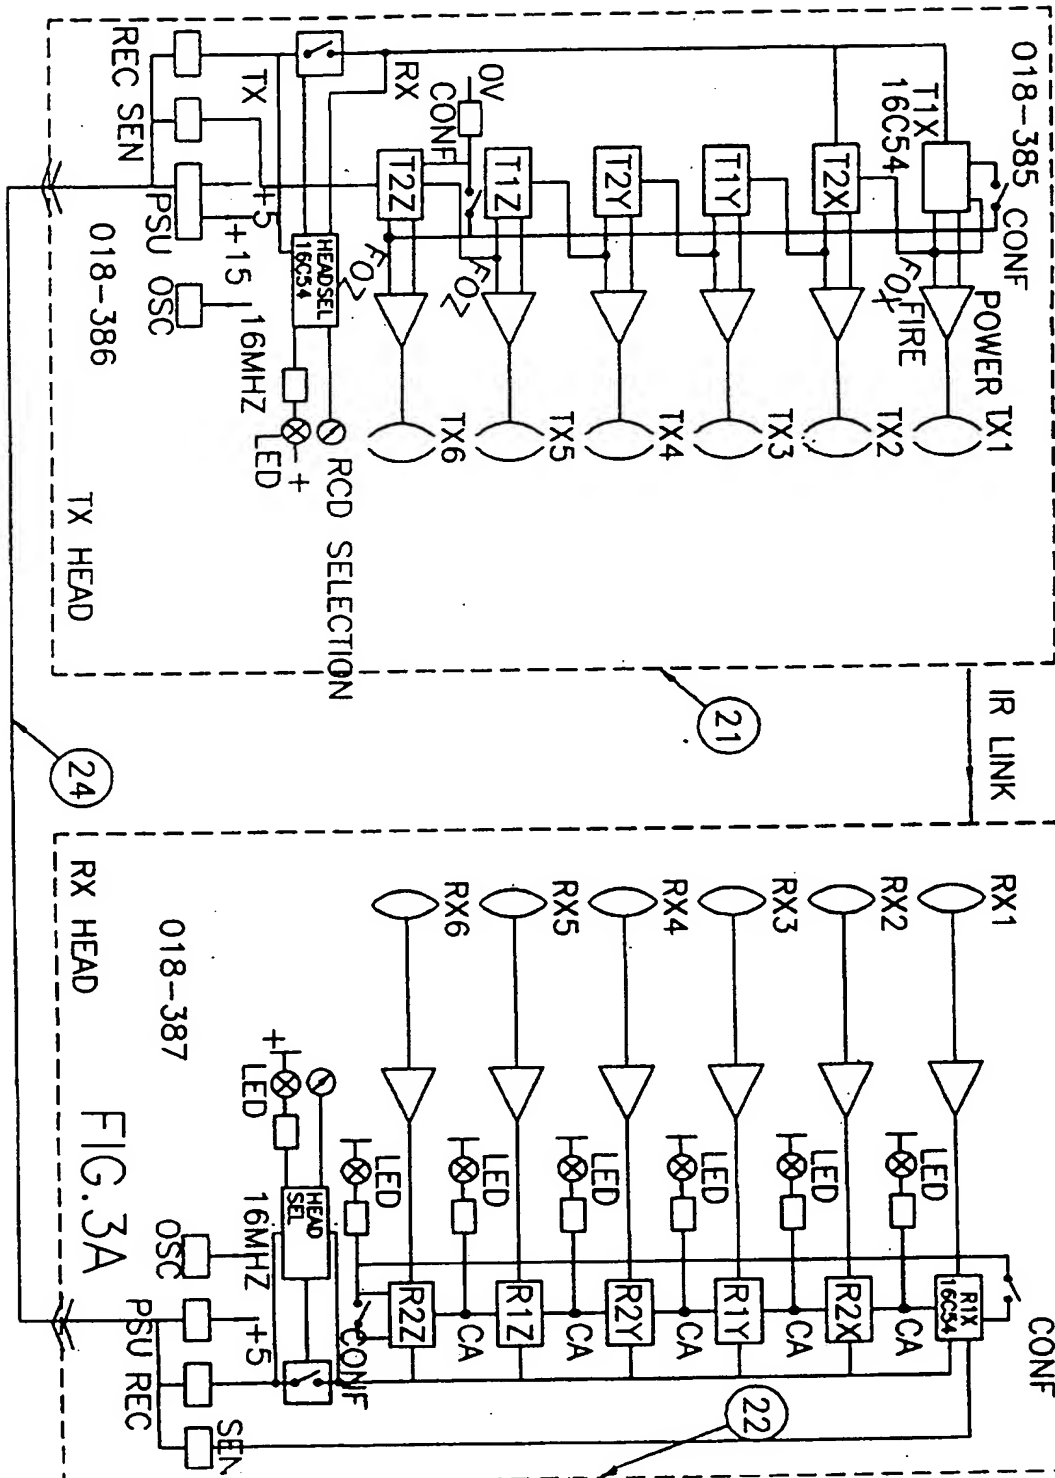 018-385
T1X
16C54
CONF
POWER
TX1
FOX
FIRE
T2X
TX2
T1Y
TX3
T2Y
TX4
T1Z
TX5
FOZ
T2Z
TX6
FOZ
0V
CONF
RX
TX
HEADSEL
16C54
RCD SELECTION
+
LED
REC
SEN
PSU
OSC
+5
+15
16MHZ
018-386
TX HEAD
21
IR LINK
24
RX1
RX2
RX3
RX4
RX5
RX6
LED
LED
LED
LED
LED
LED
R1X
16C54
CONF
CA
R2X
CA
R1Y
CA
R2Y
CA
R1Z
CA
R2Z
CONF
+
LED
HEAD
SEL
16MHZ
+5
OSC
PSU
REC
SEN
018-387
RX HEAD
22
FIG.3A